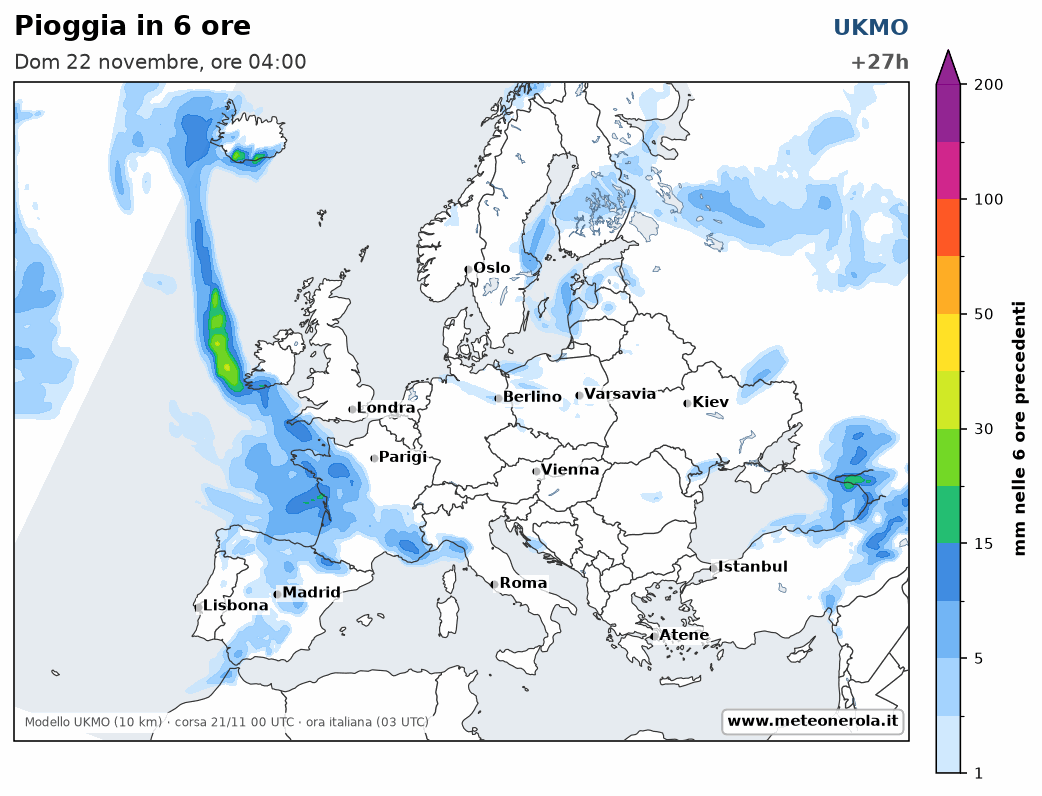 Pioggia in 6 ore
UKMO
Dom 22 novembre, ore 04:00
+27h
200
100
50
30
15
5
1
mm nelle 6 ore precedenti
Oslo
Londra
Berlino
Varsavia
Kiev
Parigi
Vienna
Istanbul
Roma
Madrid
Lisbona
Atene
Modello UKMO (10 km) · corsa 21/11 00 UTC · ora italiana (03 UTC)
www.meteonerola.it